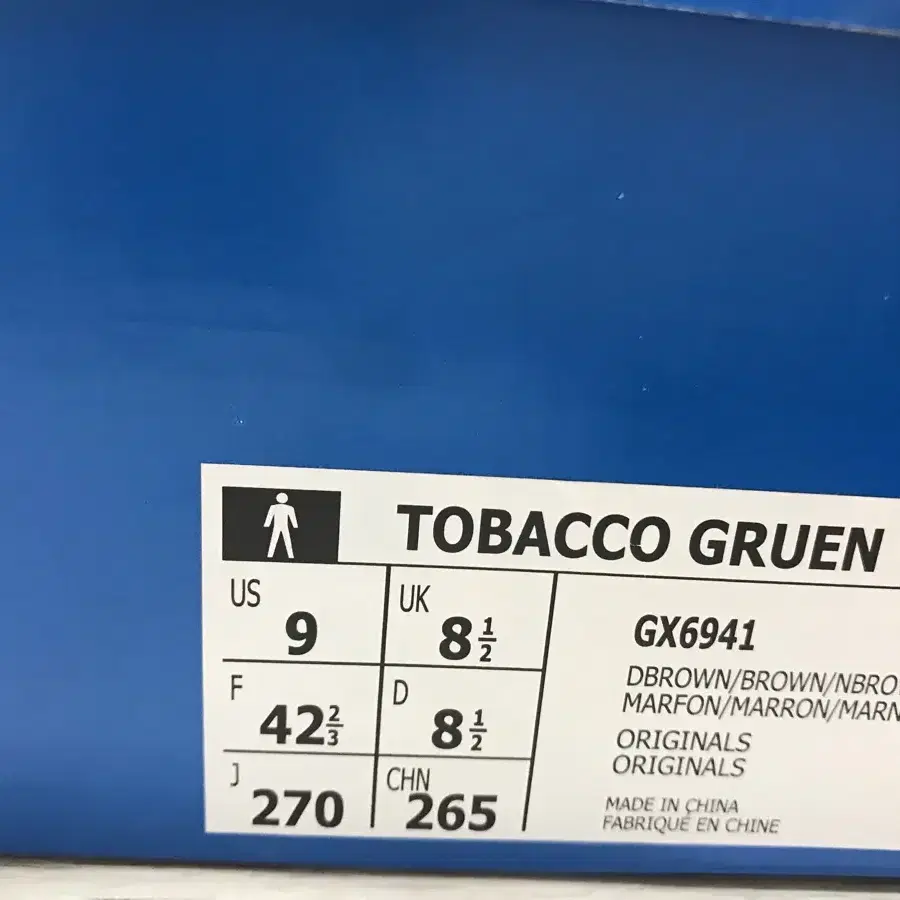 TOBACCO GRUEN
US 9 UK 8 1/2
F 42 2/3 D 8 1/2
J 270 CHN 265
GX6941
DBROWN/BROWN/NBRO
MARFON/MARRON/MARN
ORIGINALS
ORIGINALS
MADE IN CHINA
FABRIQUÉ EN CHINE